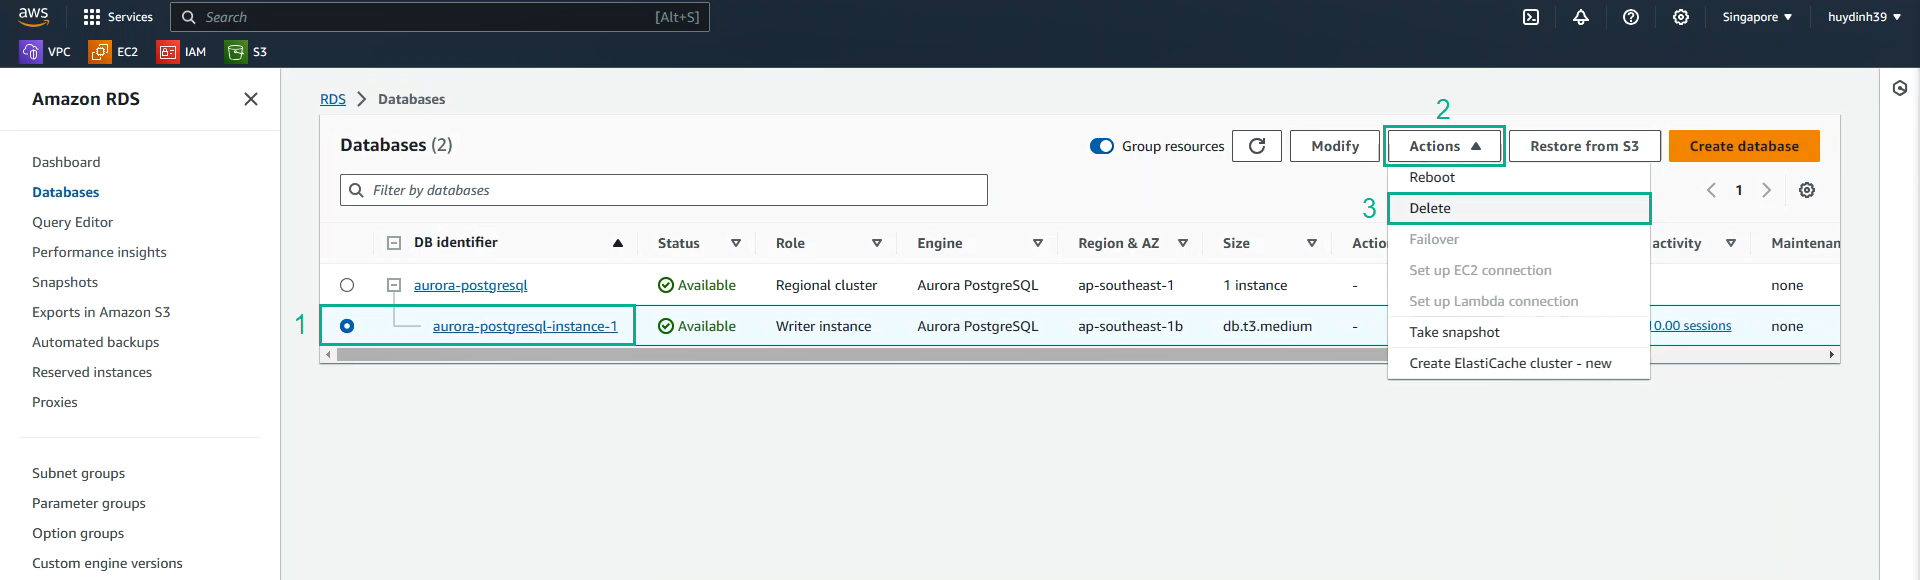 aws Services Search [Alt+S] Singapore huydinh39
VPC EC2 IAM S3
Amazon RDS
Dashboard
Databases
Query Editor
Performance insights
Snapshots
Exports in Amazon S3
Automated backups
Reserved instances
Proxies
Subnet groups
Parameter groups
Option groups
Custom engine versions
RDS Databases
2
Databases (2) Group resources Modify Actions Restore from S3 Create database
Filter by databases 1
Reboot
3 Delete
Failover
Set up EC2 connection
Set up Lambda connection
Take snapshot
Create ElastiCache cluster - new
DB identifier Status Role Engine Region & AZ Size activity
aurora-postgresql Available Regional cluster Aurora PostgreSQL ap-southeast-1 1 instance - none
1 aurora-postgresql-instance-1 Available Writer instance Aurora PostgreSQL ap-southeast-1b db.t3.medium - 0.00 sessions none